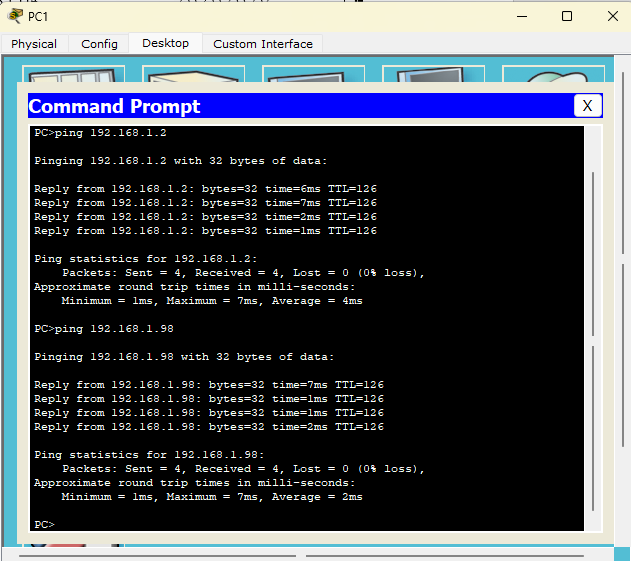 PC1
Physical Config Desktop Custom Interface
Command Prompt X
PC>ping 192.168.1.2
Pinging 192.168.1.2 with 32 bytes of data:
Reply from 192.168.1.2: bytes=32 time=6ms TTL=126
Reply from 192.168.1.2: bytes=32 time=7ms TTL=126
Reply from 192.168.1.2: bytes=32 time=2ms TTL=126
Reply from 192.168.1.2: bytes=32 time=1ms TTL=126
Ping statistics for 192.168.1.2:
Packets: Sent = 4, Received = 4, Lost = 0 (0% loss),
Approximate round trip times in milli-seconds:
Minimum = 1ms, Maximum = 7ms, Average = 4ms
PC>ping 192.168.1.98
Pinging 192.168.1.98 with 32 bytes of data:
Reply from 192.168.1.98: bytes=32 time=7ms TTL=126
Reply from 192.168.1.98: bytes=32 time=1ms TTL=126
Reply from 192.168.1.98: bytes=32 time=1ms TTL=126
Reply from 192.168.1.98: bytes=32 time=2ms TTL=126
Ping statistics for 192.168.1.98:
Packets: Sent = 4, Received = 4, Lost = 0 (0% loss),
Approximate round trip times in milli-seconds:
Minimum = 1ms, Maximum = 7ms, Average = 2ms
PC>